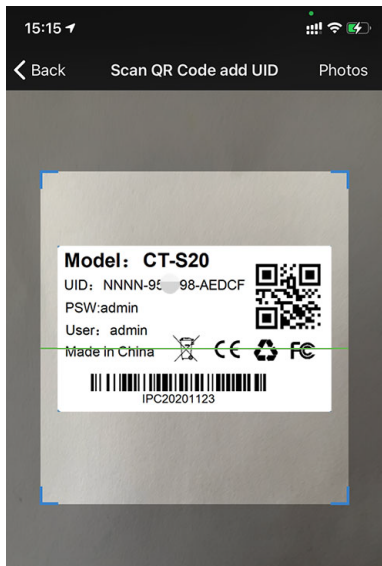 15:15
Back Scan QR Code add UID Photos
Model: CT-S20
UID: NNNN-95 98-AEDCF
PSW:admin
User: admin
Made in China CE FC
IPC20201123